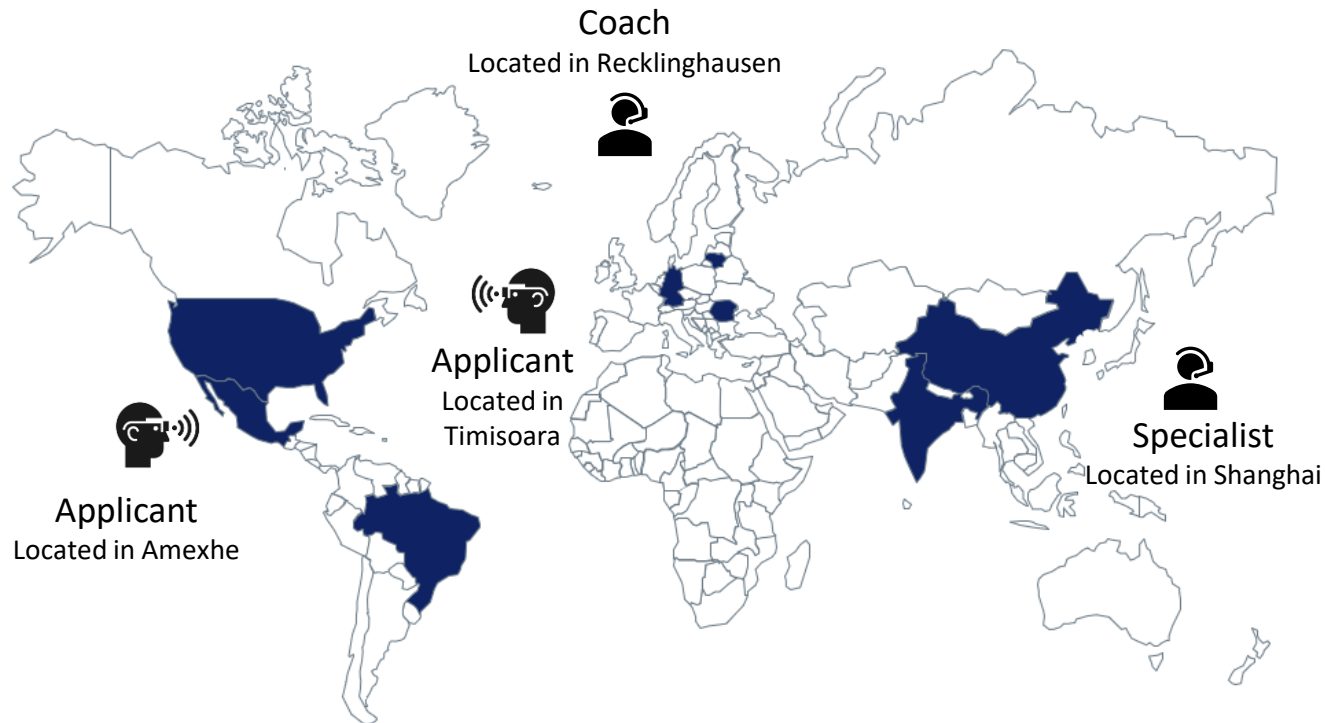 Coach
Located in Recklinghausen
Applicant
Located in
Timisoara
Specialist
Located in Shanghai
Applicant
Located in Amexhe